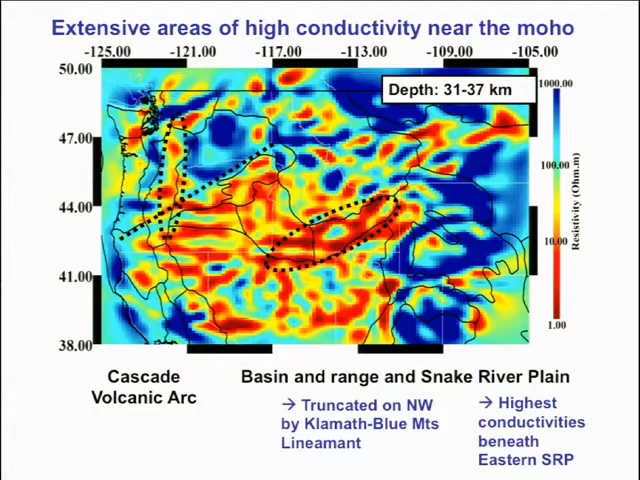 Extensive areas of high conductivity near the moho
-125.00 -121.00 -117.00 -113.00 -109.00 -105.00
50.00
47.00
44.00
41.00
38.00
Depth: 31-37 km
1000.00
100.00
10.00
1.00
Resistivity (Ohm.m)
Cascade
Volcanic Arc
Basin and range and Snake River Plain
→ Truncated on NW
by Klamath-Blue Mts
Lineamant
→ Highest
conductivities
beneath
Eastern SRP